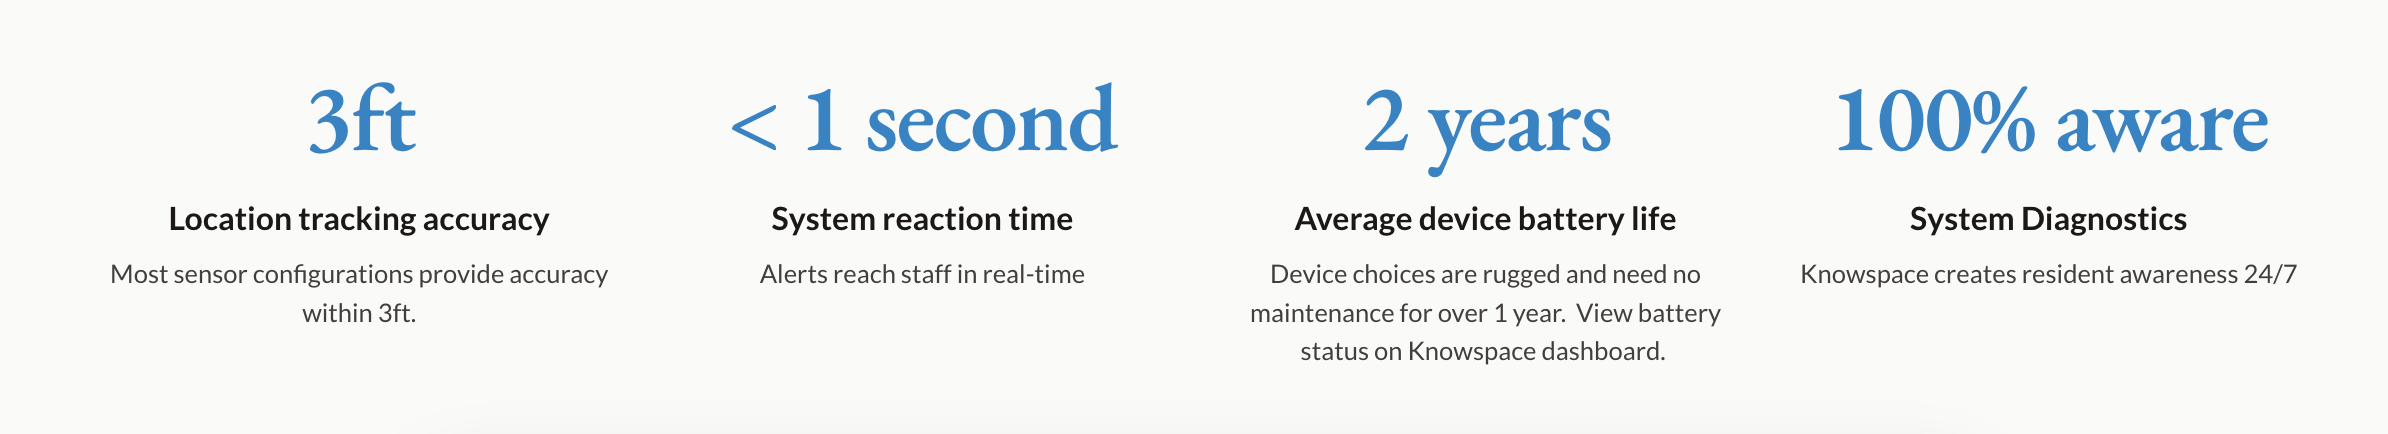 3ft
Location tracking accuracy
Most sensor configurations provide accuracy
within 3ft.
< 1 second
System reaction time
Alerts reach staff in real-time
2 years
Average device battery life
Device choices are rugged and need no
maintenance for over 1 year.  View battery
status on Knowspace dashboard.
100% aware
System Diagnostics
Knowspace creates resident awareness 24/7